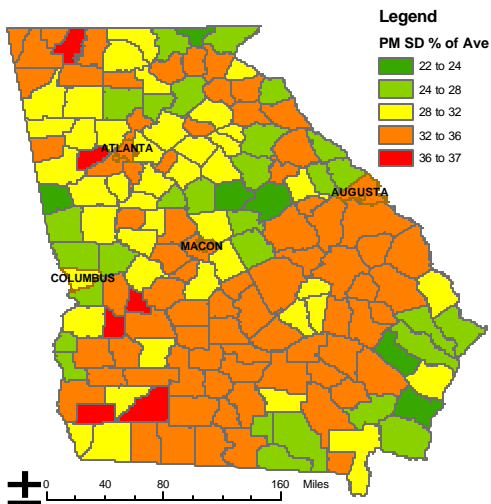 Legend
PM SD % of Ave
22 to 24
24 to 28
28 to 32
32 to 36
36 to 37
ATLANTA
AUGUSTA
MACON
COLUMBUS
0 40 80 160 Miles